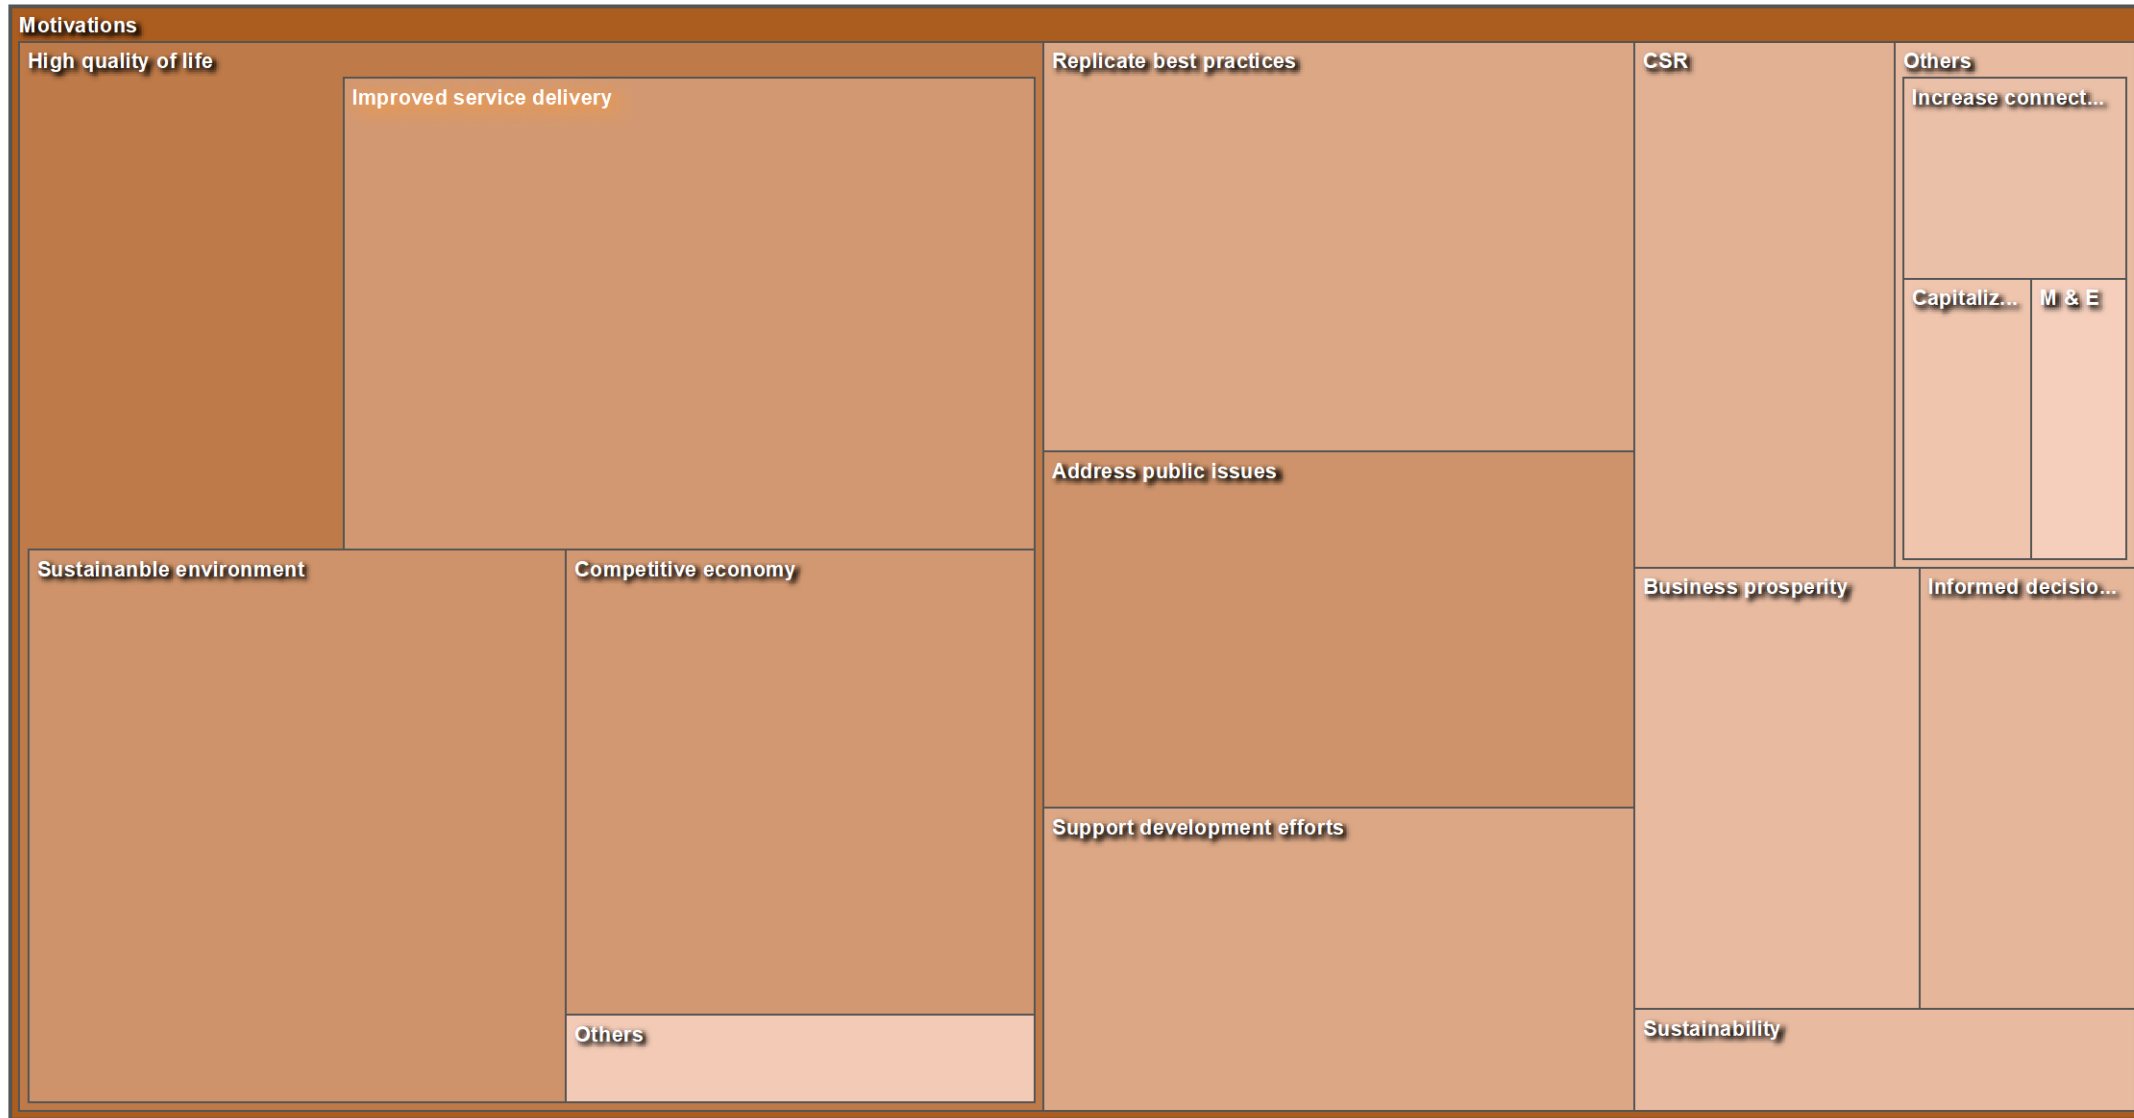 Motivations
High quality of life
Improved service delivery
Sustainanble environment
Competitive economy
Others
Replicate best practices
Address public issues
Support development efforts
CSR
Others
Increase connect...
Capitaliz...
M & E
Business prosperity
Informed decisio...
Sustainability